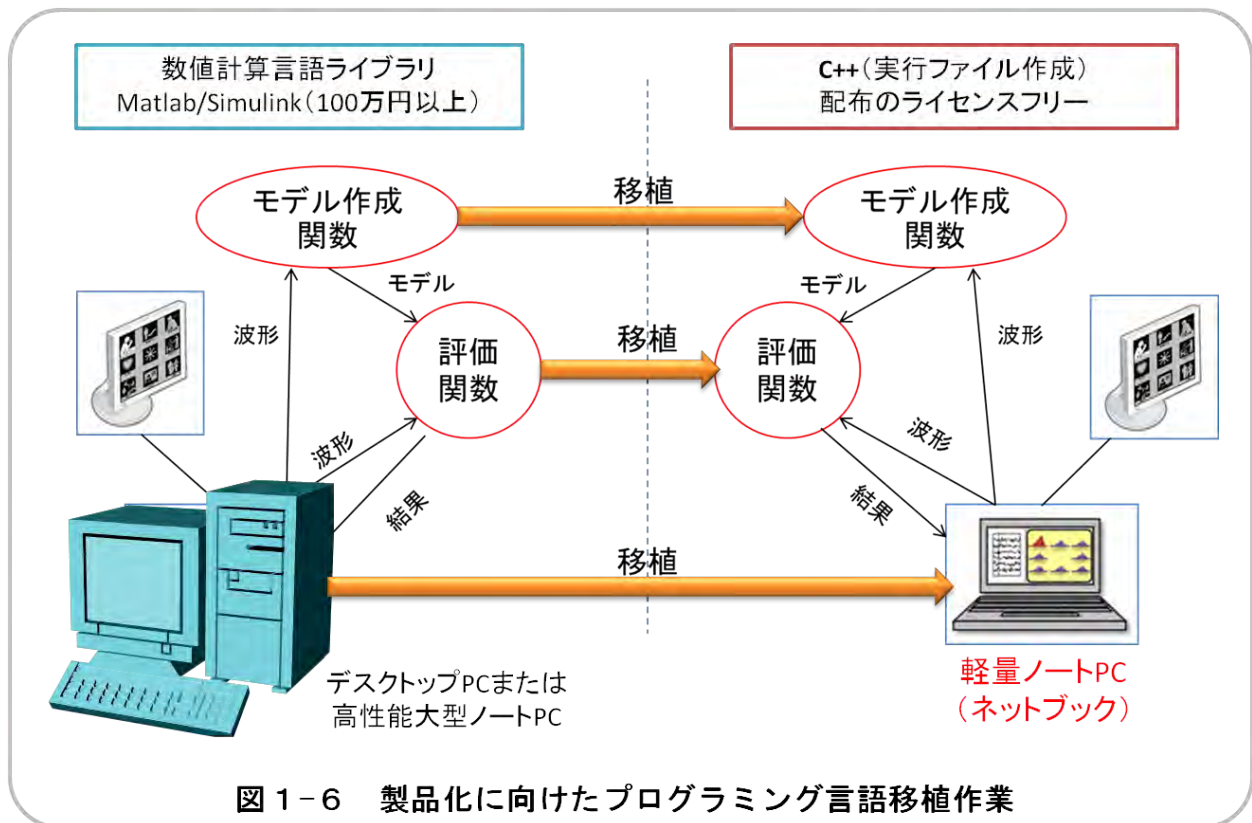 数値計算言語ライブラリ
Matlab/Simulink（100万円以上）
C++（実行ファイル作成）
配布のライセンスフリー
モデル作成
関数
移植
モデル作成
関数
モデル
モデル
波形
評価
関数
移植
評価
関数
波形
波形
結果
波形
結果
移植
デスクトップPCまたは
高性能大型ノートPC
軽量ノートPC
（ネットブック）
図1-6 製品化に向けたプログラミング言語移植作業